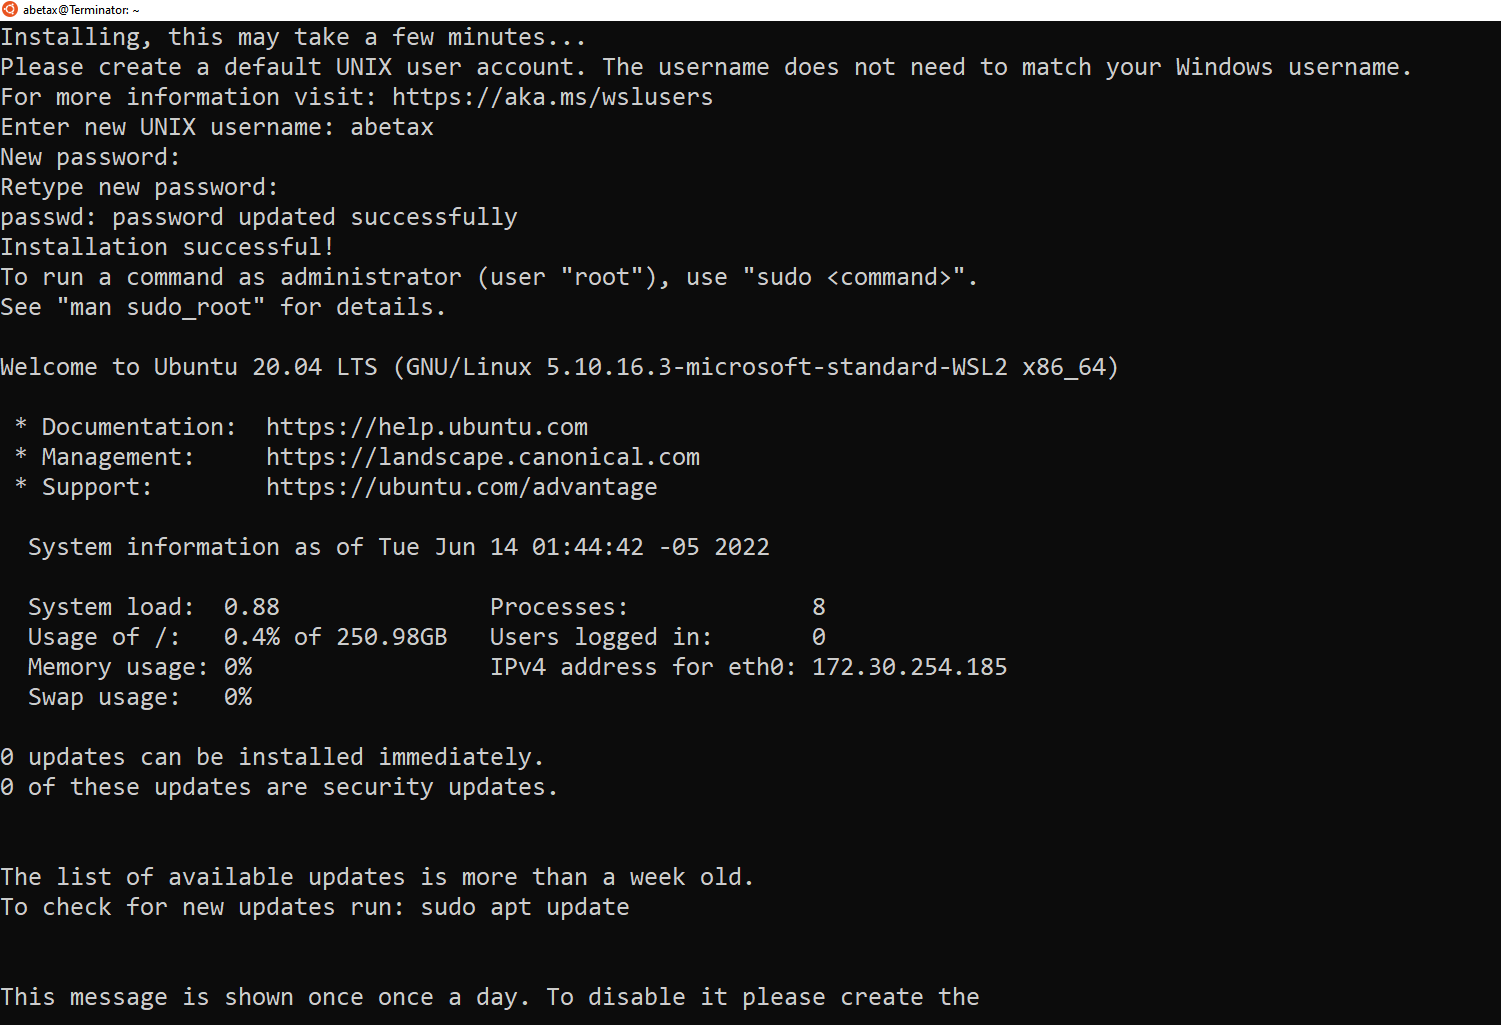 abetax@Terminator: ~
Installing, this may take a few minutes...
Please create a default UNIX user account. The username does not need to match your Windows username.
For more information visit: https://aka.ms/wslusers
Enter new UNIX username: abetax
New password:
Retype new password:
passwd: password updated successfully
Installation successful!
To run a command as administrator (user "root"), use "sudo <command>".
See "man sudo_root" for details.
Welcome to Ubuntu 20.04 LTS (GNU/Linux 5.10.16.3-microsoft-standard-WSL2 x86_64)
* Documentation:  https://help.ubuntu.com
* Management:     https://landscape.canonical.com
* Support:        https://ubuntu.com/advantage
System information as of Tue Jun 14 01:44:42 -05 2022
System load:  0.88               Processes:             8
Usage of /:   0.4% of 250.98GB   Users logged in:       0
Memory usage: 0%                 IPv4 address for eth0: 172.30.254.185
Swap usage:   0%
0 updates can be installed immediately.
0 of these updates are security updates.
The list of available updates is more than a week old.
To check for new updates run: sudo apt update
This message is shown once once a day. To disable it please create the